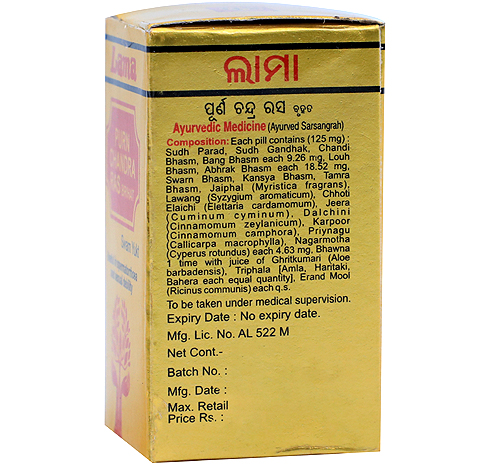 Lama
PURN
CHANDRA
RAS
ଲାମା
ପୂର୍ଣ ଚନ୍ଦ୍ର ରସ ବୃହତ
Ayurvedic Medicine (Ayurved Sarsangrah)
Composition: Each pill contains (125 mg) :
Sudh Parad, Sudh Gandhak, Chandi
Bhasm, Bang Bhasm each 9.26 mg, Louh
Bhasm, Abhrak Bhasm each 18.52 mg,
Swarn Bhasm, Kansya Bhasm, Tamra
Bhasm, Jaiphal (Myristica fragrans),
Lawang (Syzygium aromaticum), Chhoti
Elaichi (Elettaria cardamomum), Jeera
(Cuminum cyminum), Dalchini
(Cinnamomum zeylanicum), Karpoor
(Cinnamomum camphora), Priynagu
(Callicarpa macrophylla), Nagarmotha
(Cyperus rotundus) each 4.63 mg, Bhawna
1 time with juice of Ghritkumari (Aloe
barbadensis), Triphala [Amla, Haritaki,
Bahera each equal quantity], Erand Mool
(Ricinus communis) each q.s.
To be taken under medical supervision.
Expiry Date : No expiry date.
Mfg. Lic. No. AL 522 M
Net Cont.-
Batch No. :
Mfg. Date :
Max. Retail
Price Rs. :